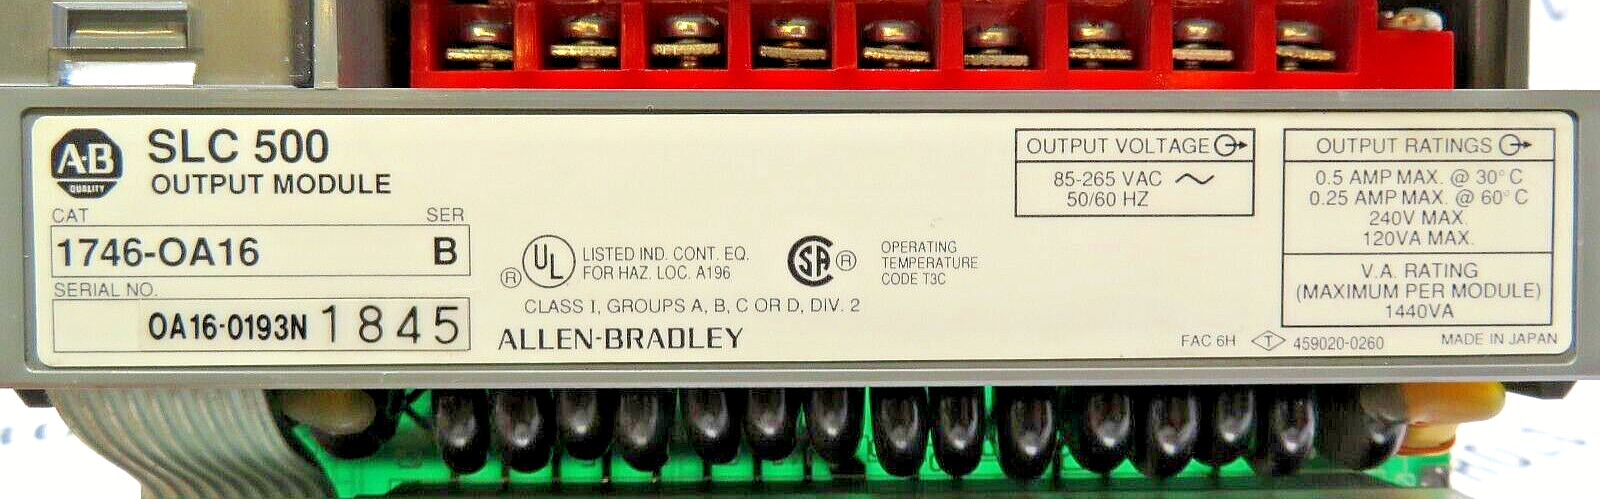 A-B
QUALITY
SLC 500
OUTPUT MODULE
CAT SER
1746-OA16 B
SERIAL NO.
OA16-0193N 1845
® UL LISTED IND. CONT. EQ.
FOR HAZ. LOC. A196
SA ®
OPERATING
TEMPERATURE
CODE T3C
CLASS I, GROUPS A, B, C OR D, DIV. 2
ALLEN-BRADLEY
OUTPUT VOLTAGE
85-265 VAC
50/60 HZ
OUTPUT RATINGS
0.5 AMP MAX. @ 30° C
0.25 AMP MAX. @ 60° C
240V MAX.
120VA MAX.
V.A. RATING
(MAXIMUM PER MODULE)
1440VA
FAC 6H T 459020-0260 MADE IN JAPAN